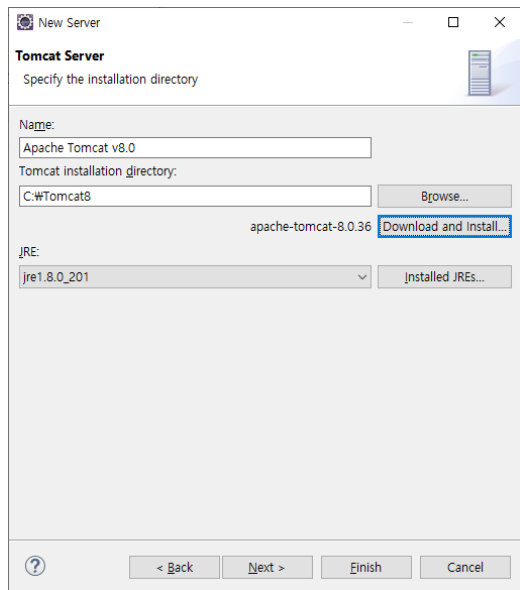 New Server
Tomcat Server
Specify the installation directory
Name:
Apache Tomcat v8.0
Tomcat installation directory:
C:₩Tomcat8
Browse...
apache-tomcat-8.0.36
Download and Install...
JRE:
jre1.8.0_201
Installed JREs...
?
< Back
Next >
Finish
Cancel